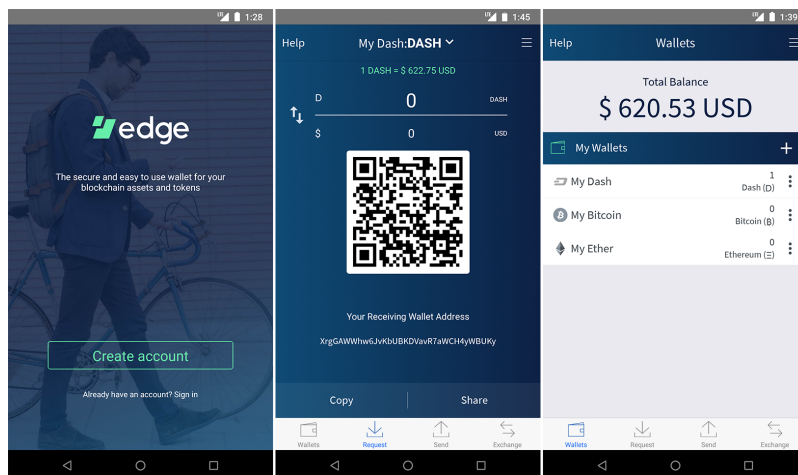 LTE 1:28
edge
The secure and easy to use wallet for your
blockchain assets and tokens
Create account
Already have an account? Sign in
LTE 1:45
Help My Dash:DASH
1 DASH = $ 622.75 USD
D 0 DASH
$ 0 USD
Your Receiving Wallet Address
XrgGAWWhw6JvKbUBKDVavR7aWCH4yWBUKy
Copy Share
Wallets Request Send Exchange
LTE 1:39
Help Wallets
Total Balance
$ 620.53 USD
My Wallets +
My Dash 1
Dash (D)
My Bitcoin 0
Bitcoin (₿)
My Ether 0
Ethereum (Ξ)
Wallets Request Send Exchange